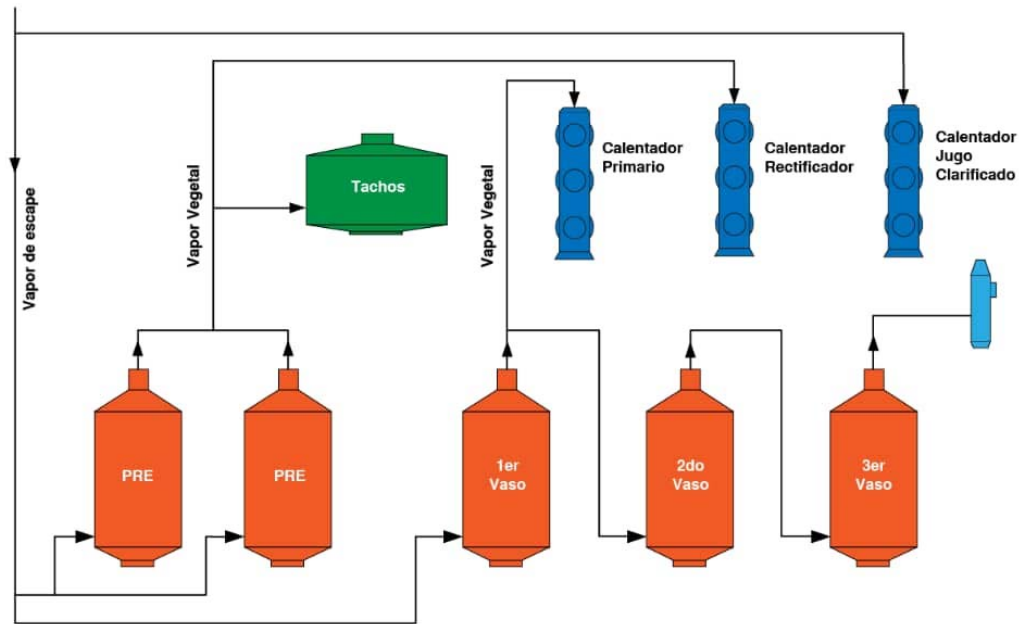 Calentador
Primario
Calentador
Rectificador
Calentador
Jugo
Clarificado
Tachos
Vapor de escape
Vapor Vegetal
Vapor Vegetal
PRE
PRE
1er
Vaso
2do
Vaso
3er
Vaso